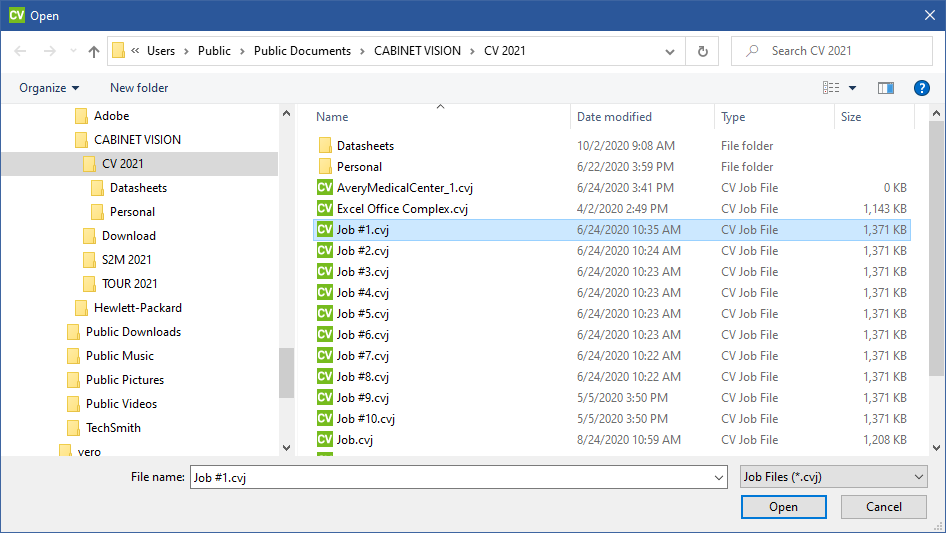 CV Open
« Users > Public > Public Documents > CABINET VISION > CV 2021
Search CV 2021
Organize
New folder
?
Adobe
CABINET VISION
CV 2021
Datasheets
Personal
Download
S2M 2021
TOUR 2021
Hewlett-Packard
Public Downloads
Public Music
Public Pictures
Public Videos
TechSmith
vero
Name Date modified Type Size
Datasheets 10/2/2020 9:08 AM File folder
Personal 6/22/2020 3:59 PM File folder
CV AveryMedicalCenter_1.cvj 6/24/2020 3:41 PM CV Job File 0 KB
CV Excel Office Complex.cvj 4/2/2020 2:49 PM CV Job File 1,143 KB
CV Job #1.cvj 6/24/2020 10:35 AM CV Job File 1,371 KB
CV Job #2.cvj 6/24/2020 10:24 AM CV Job File 1,371 KB
CV Job #3.cvj 6/24/2020 10:23 AM CV Job File 1,371 KB
CV Job #4.cvj 6/24/2020 10:23 AM CV Job File 1,371 KB
CV Job #5.cvj 6/24/2020 10:23 AM CV Job File 1,371 KB
CV Job #6.cvj 6/24/2020 10:23 AM CV Job File 1,371 KB
CV Job #7.cvj 6/24/2020 10:22 AM CV Job File 1,371 KB
CV Job #8.cvj 6/24/2020 10:22 AM CV Job File 1,371 KB
CV Job #9.cvj 5/5/2020 3:50 PM CV Job File 1,371 KB
CV Job #10.cvj 5/5/2020 3:50 PM CV Job File 1,371 KB
CV Job.cvj 8/24/2020 10:59 AM CV Job File 1,208 KB
File name: Job #1.cvj
Job Files (*.cvj)
Open
Cancel